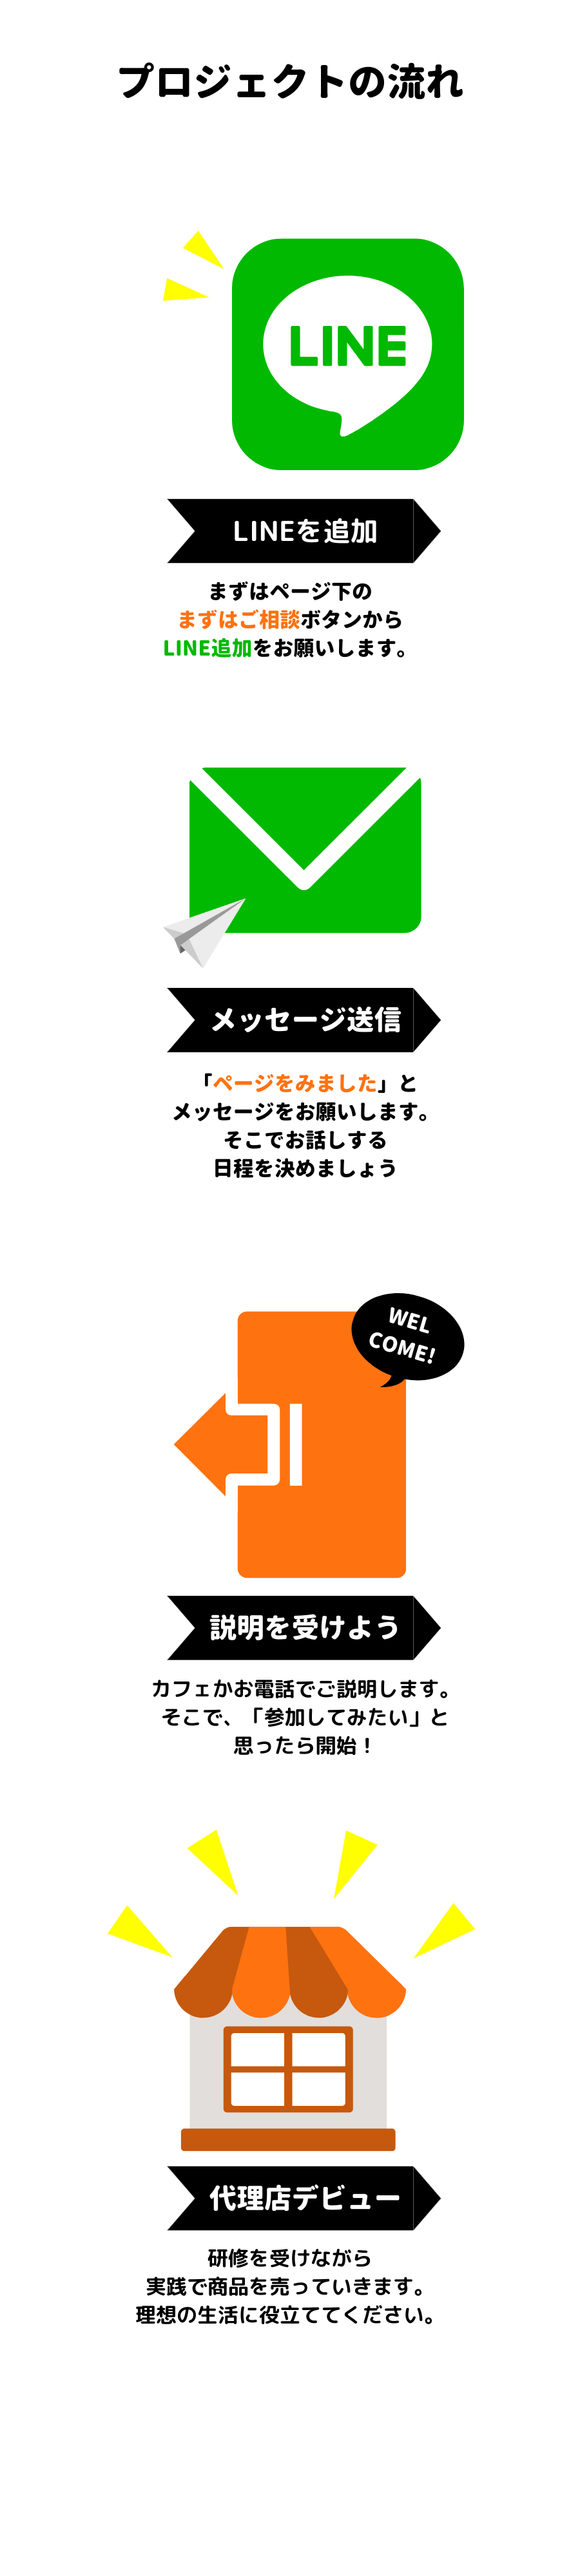 プロジェクトの流れ
LINE
LINEを追加
まずはページ下の
まずはご相談ボタンから
LINE追加をお願いします。
メッセージ送信
「ページをみました」と
メッセージをお願いします。
そこでお話しする
日程を決めましょう
WEL
COME!
説明を受けよう
カフェかお電話でご説明します。
そこで、「参加してみたい」と
思ったら開始！
代理店デビュー
研修を受けながら
実践で商品を売っていきます。
理想の生活に役立ててください。